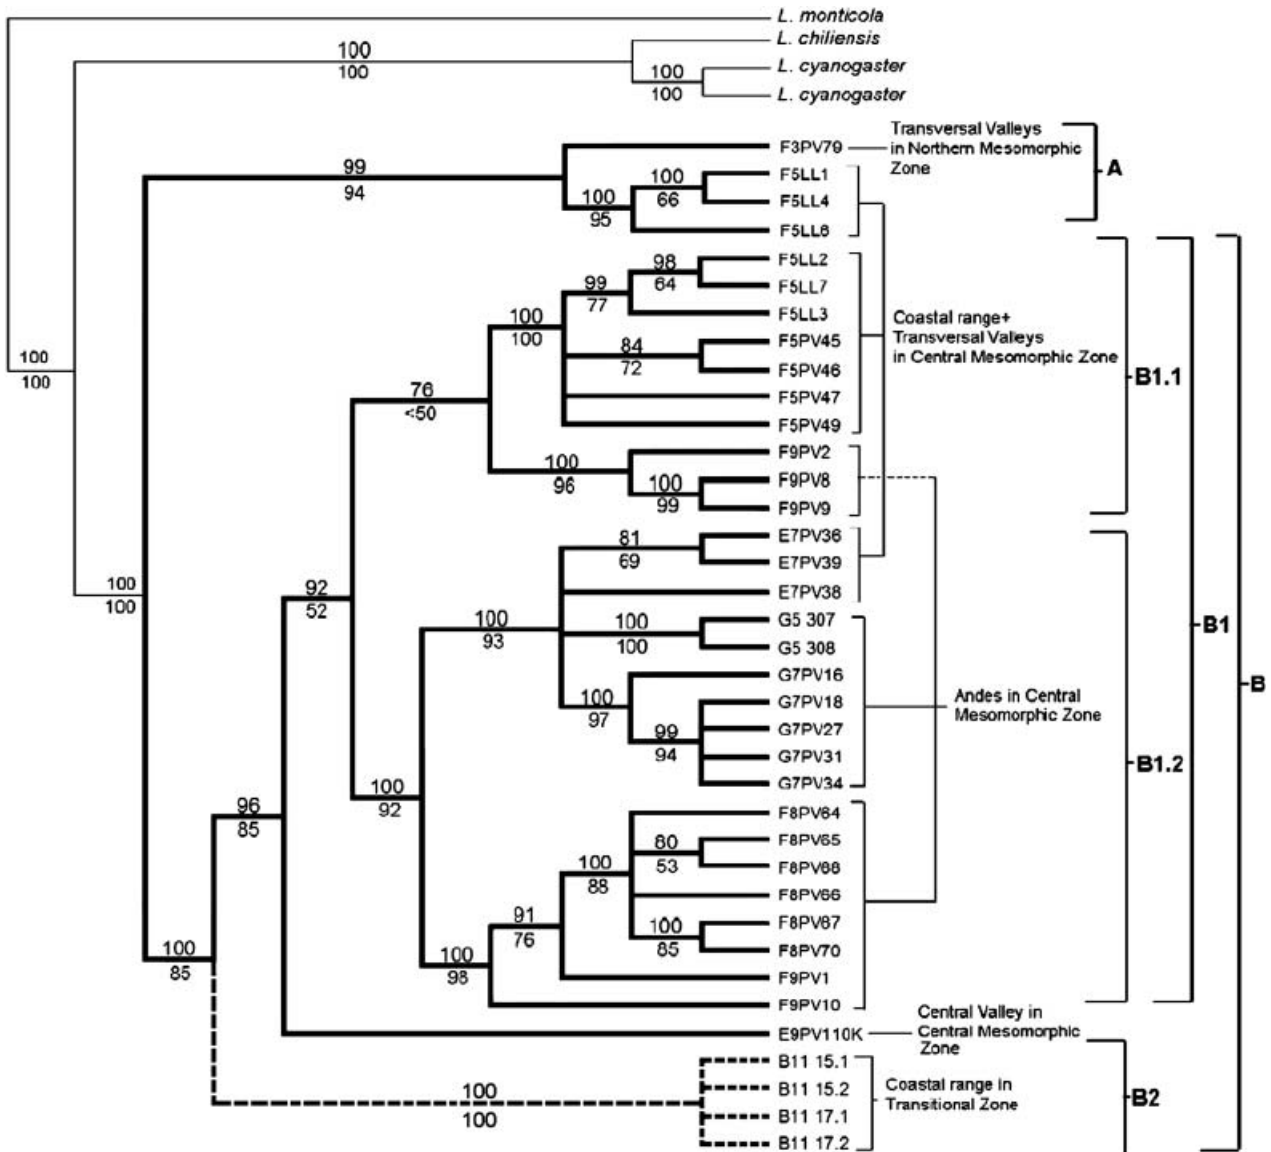 L. monticola
L. chiliensis
100
100
L. cyanogaster
100
100
L. cyanogaster
Transversal Valleys
in Northern Mesomorphic
Zone
A
F3PV79
99
94
F5LL1
100
66
F5LL4
100
95
F5LL6
B
F5LL2
98
64
F5LL7
99
77
F5LL3
Coastal range+
Transversal Valleys
in Central Mesomorphic Zone
100
100
F5PV45
84
72
F5PV46
100
100
B1.1
76
<50
F5PV47
F5PV49
F9PV2
100
96
F9PV8
100
99
F9PV9
E7PV36
81
69
E7PV39
100
100
92
52
E7PV38
100
93
G5 307
100
100
G5 308
B1
G7PV16
B
100
97
G7PV18
Andes in Central
Mesomorphic Zone
G7PV27
99
94
G7PV31
B1.2
G7PV34
100
92
96
85
F8PV64
F8PV65
80
53
F8PV68
100
88
F8PV66
91
76
F8PV67
100
85
F8PV70
100
85
100
98
F9PV1
F9PV10
Central Valley in
Central Mesomorphic
Zone
E9PV110K
B11 15.1
B11 15.2
Coastal range in
Transitional Zone
100
100
B2
B11 17.1
B11 17.2